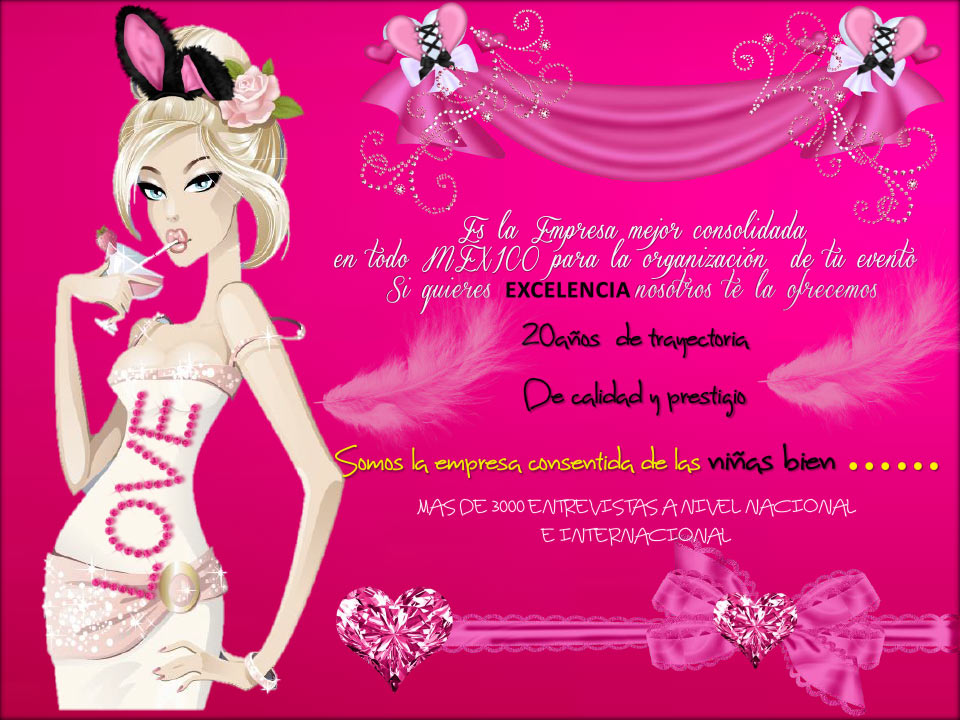 Es la Empresa mejor consolidada
en todo MEX100 para la organización de tu evento
Si quieres EXCELENCIA nosotros te la ofrecemos
20años de trayectoria
De calidad y prestigio
Somos la empresa consentida de las niñas bien ......
MAS DE 3000 ENTREVISTAS A NIVEL NACIONAL
E INTERNACIONAL
LOVE